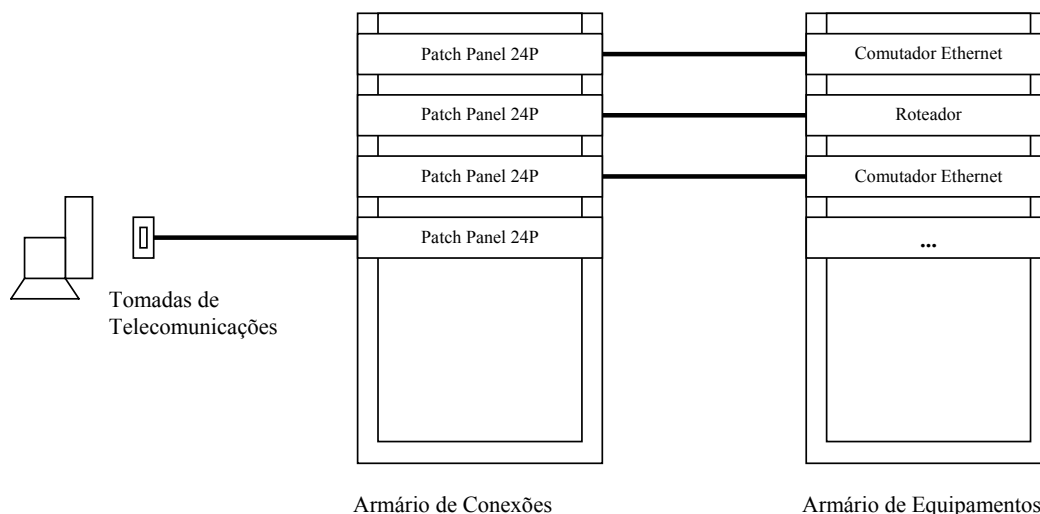 Patch Panel 24P
Comutador Ethernet
Patch Panel 24P
Roteador
Patch Panel 24P
Comutador Ethernet
Patch Panel 24P
...
Tomadas de
Telecomunicações
Armário de Conexões
Armário de Equipamentos